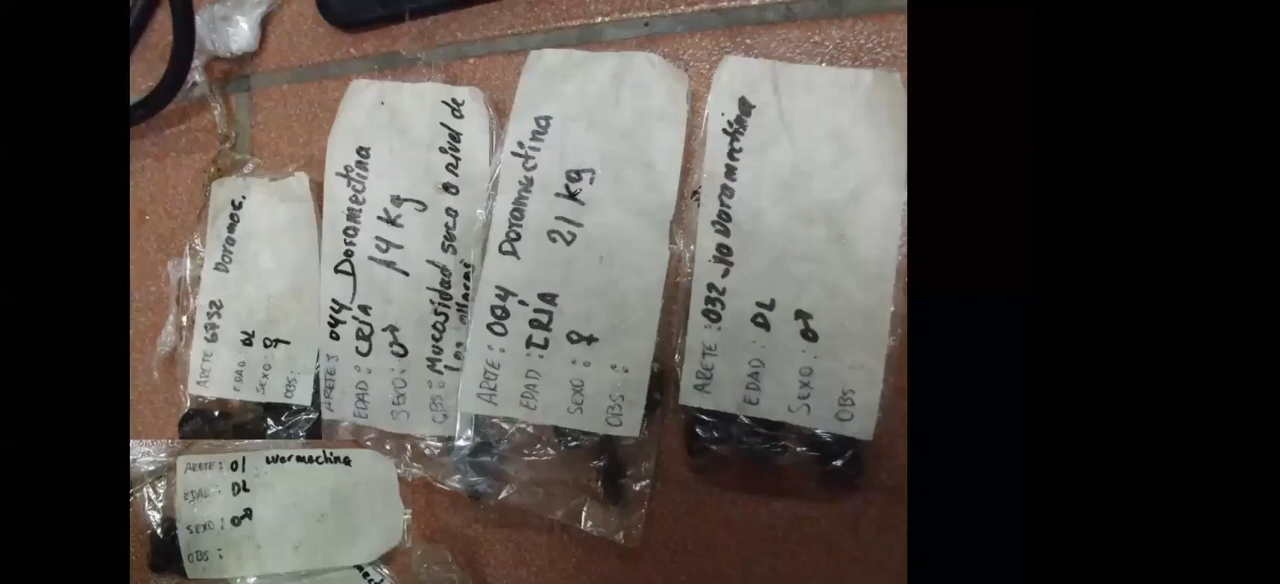 ARETE 6732 Doramec.
EDAD : DL
SEXO : ♀
OBS :
ARETE : 044 Doramectina
EDAD : CRÍA 14 Kg
SEXO : ♂
OBS : Mucosidad seca a nivel de
los
ARETE : 004 Doramectina
EDAD : CRÍA 21 Kg
SEXO : ♀
OBS :
ARETE : 032-10 Doramectina
EDAD : DL
SEXO : ♂
OBS
ARETE : 01
EDAD : DL
SEXO : ♂
OBS :